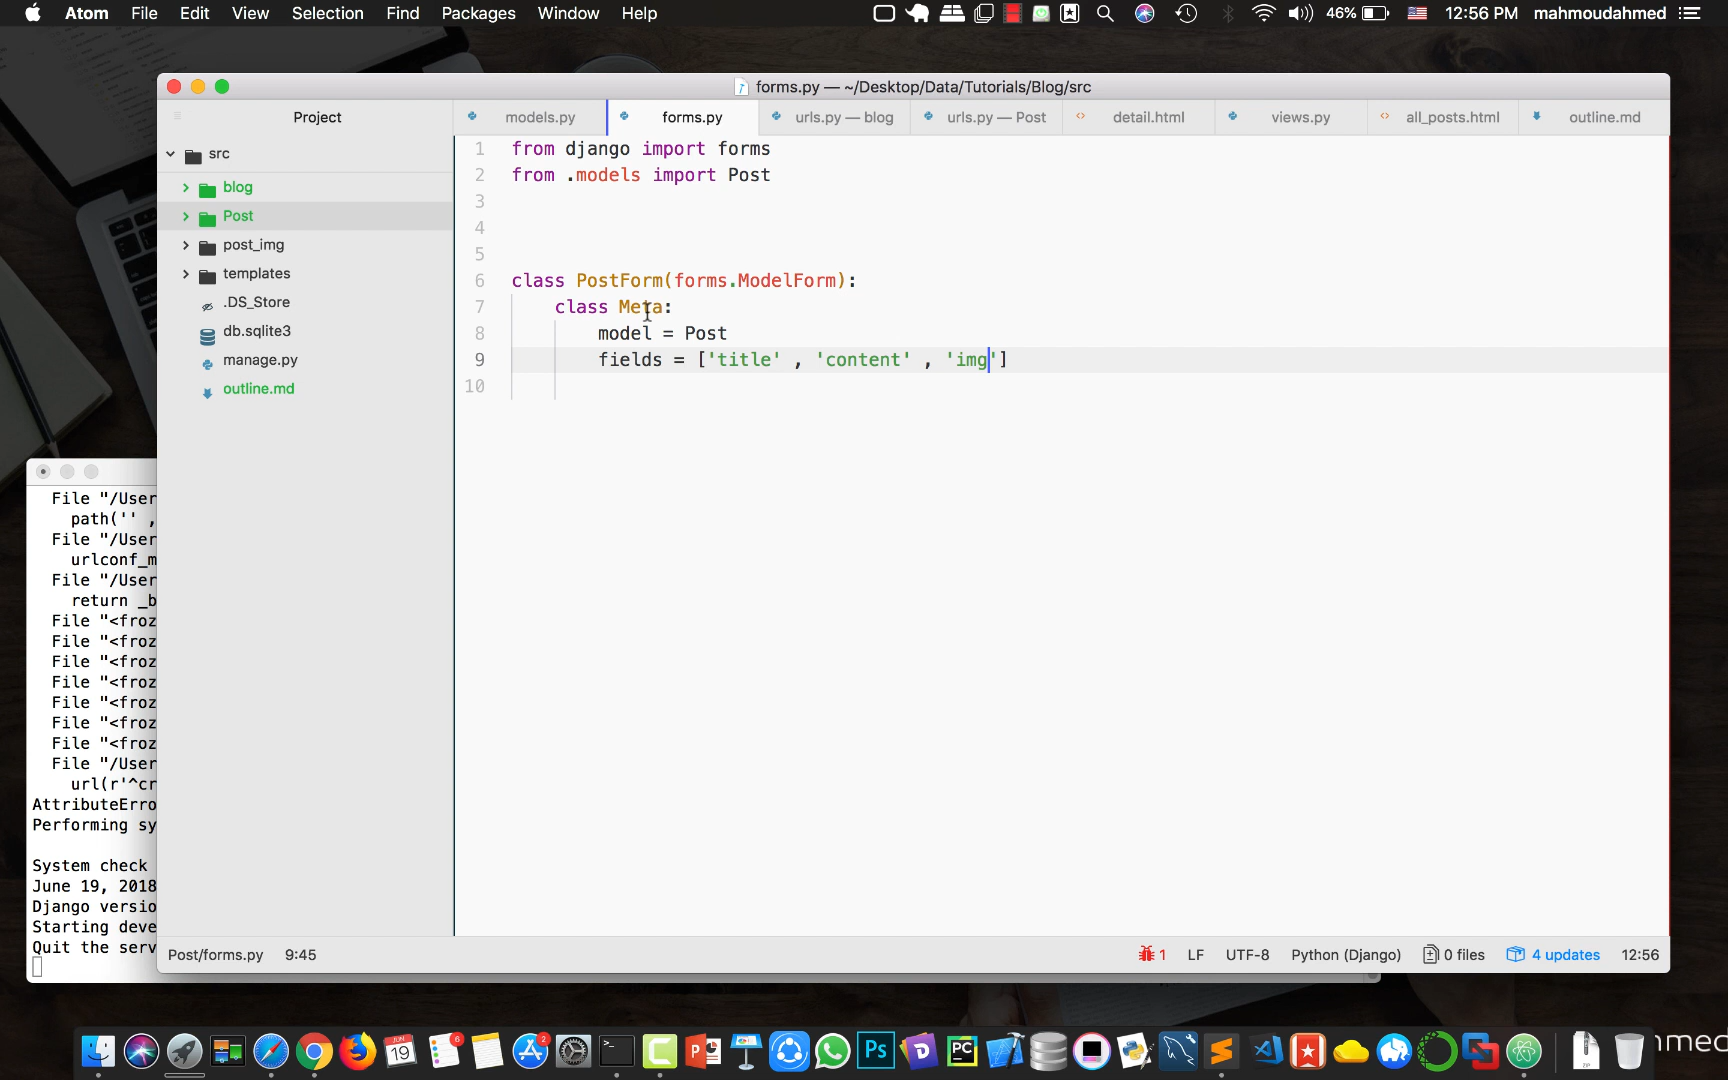 Atom File Edit View Selection Find Packages Window Help 46% 12:56 PM mahmoudahmed
forms.py — ~/Desktop/Data/Tutorials/Blog/src
Project models.py forms.py urls.py — blog urls.py — Post detail.html views.py all_posts.html outline.md
src
blog
Post
post_img
templates
.DS_Store
db.sqlite3
manage.py
outline.md
1 from django import forms
2 from .models import Post
3
4
5
6 class PostForm(forms.ModelForm):
7 class Meta:
8 model = Post
9 fields = ['title' , 'content' , 'img']
10
File "/User
path('' ,
File "/User
urlconf_m
File "/User
return _b
File "<froz
File "<froz
File "<froz
File "<froz
File "<froz
File "<froz
File "<froz
File "/User
url(r'^cr
AttributeErro
Performing sy
System check
June 19, 2018
Django versio
Starting deve
Quit the serv
Post/forms.py 9:45 1 LF UTF-8 Python (Django) 0 files 4 updates 12:56